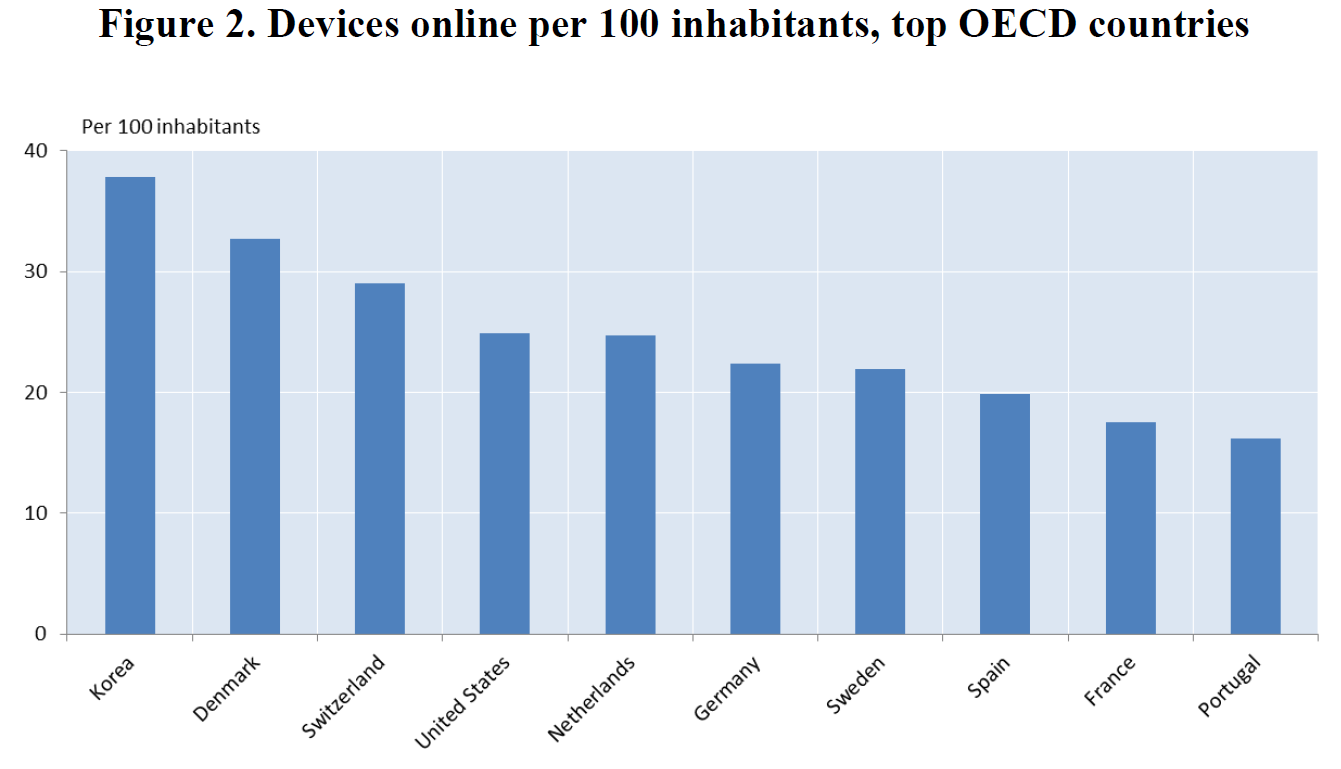 Figure 2. Devices online per 100 inhabitants, top OECD countries
Per 100 inhabitants
40
30
20
10
0
Korea
Denmark
Switzerland
United States
Netherlands
Germany
Sweden
Spain
France
Portugal